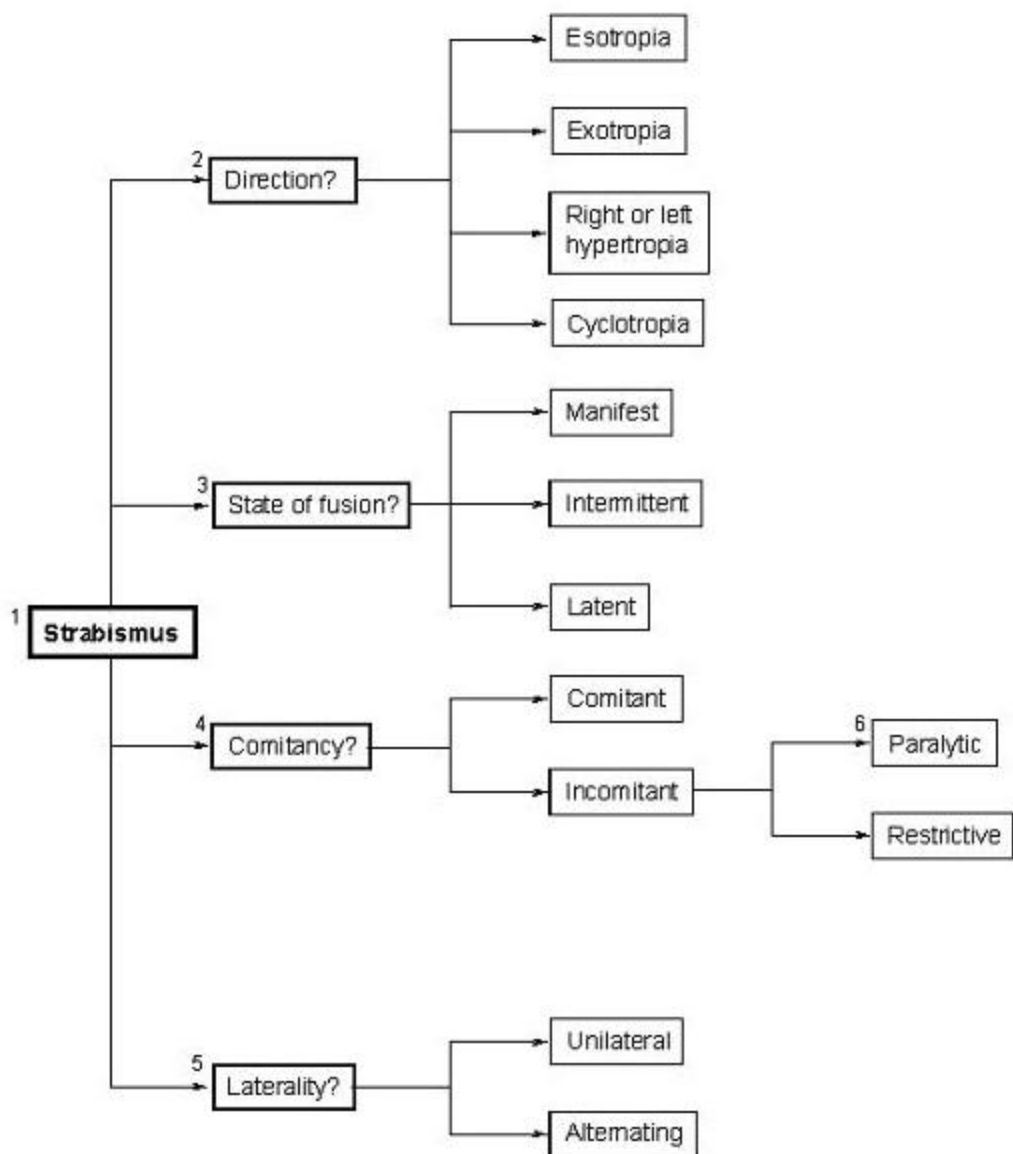 Esotropia
Exotropia
2
Direction?
Right or left
hypertropia
Cyclotropia
Manifest
3
State of fusion?
Intermittent
Latent
1
Strabismus
Comitant
4
Comitancy?
6
Paralytic
Incomitant
Restrictive
Unilateral
5
Laterality?
Alternating